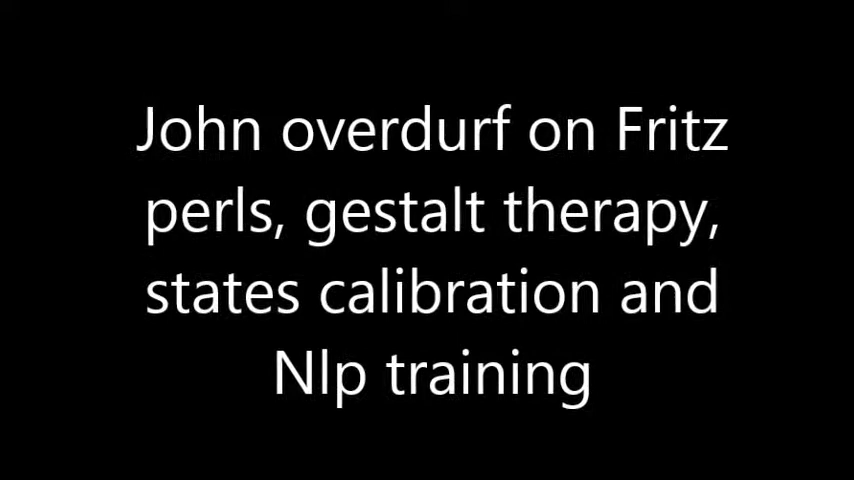 John overdurf on Fritz
perls, gestalt therapy,
states calibration and
Nlp training